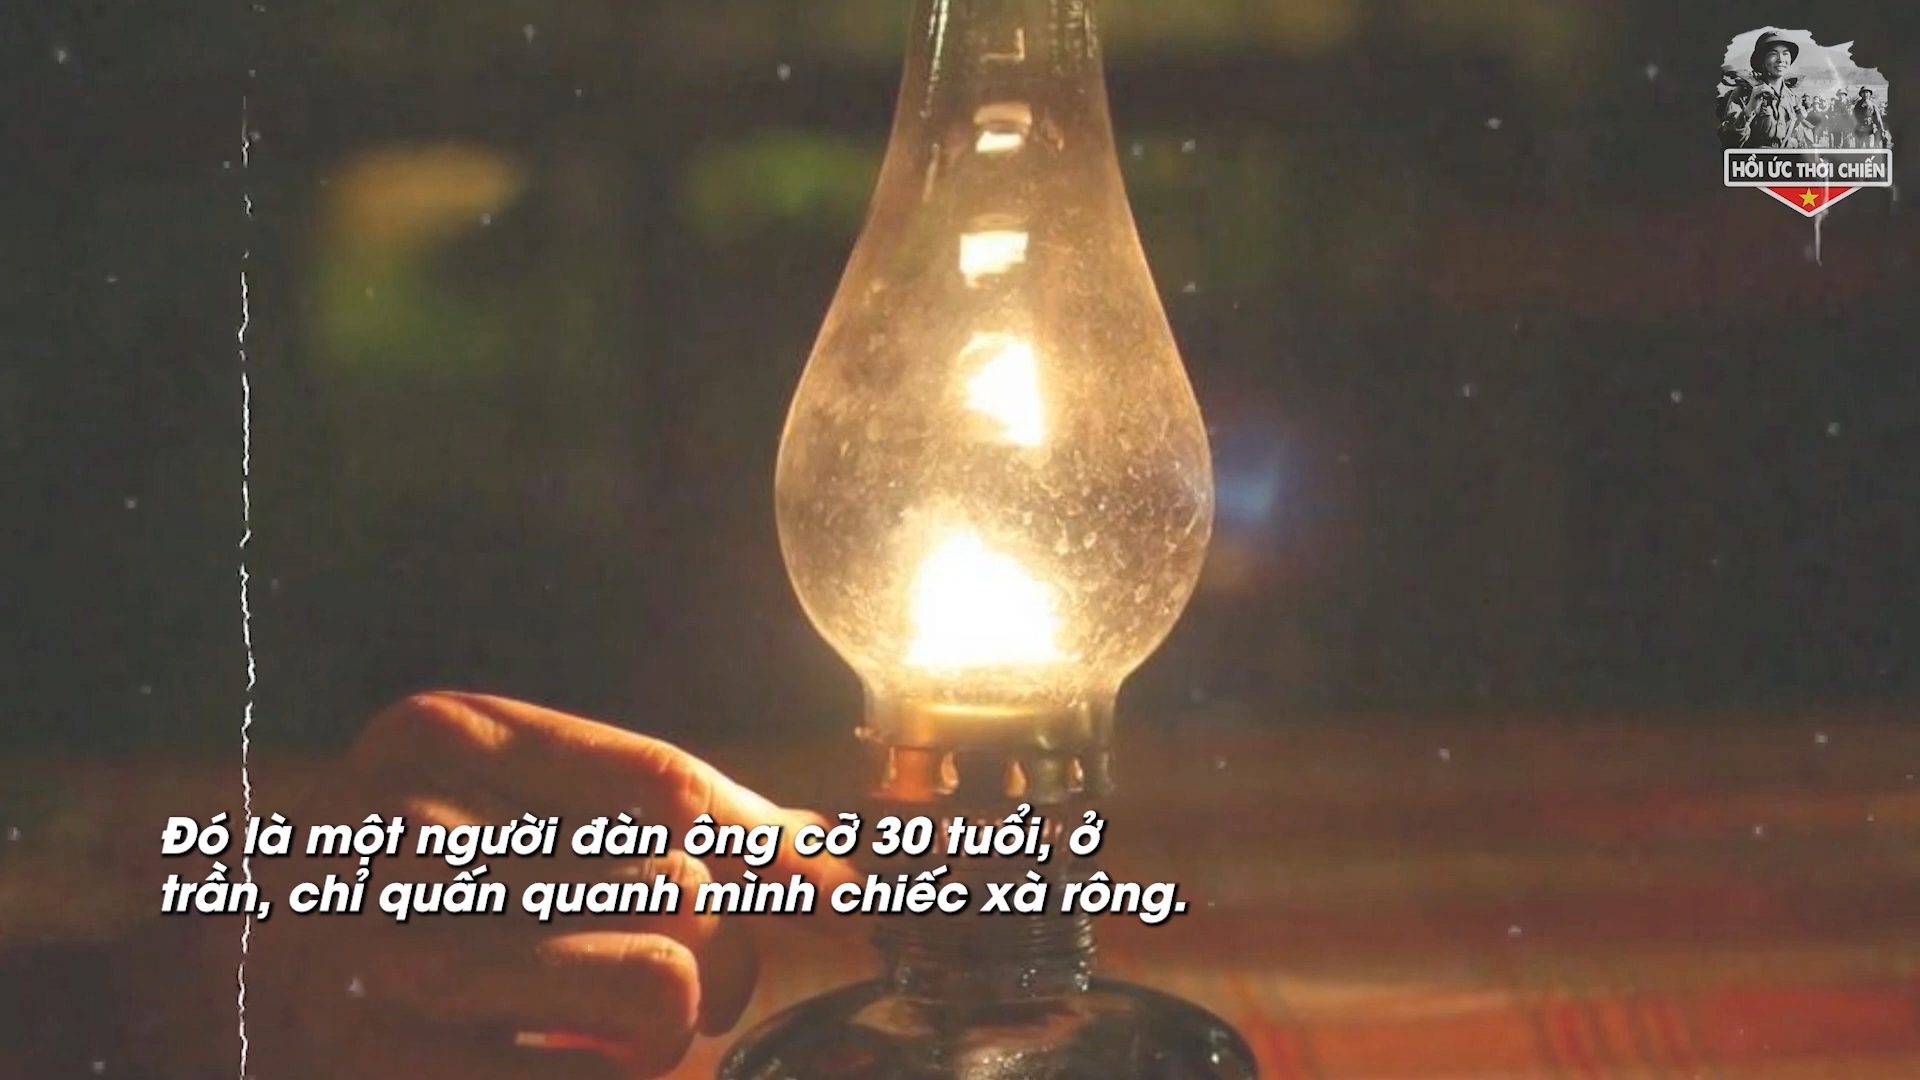 HỒI ỨC THỜI CHIẾN
Đó là một người đàn ông cỡ 30 tuổi, ở
trần, chỉ quấn quanh mình chiếc xà rông.